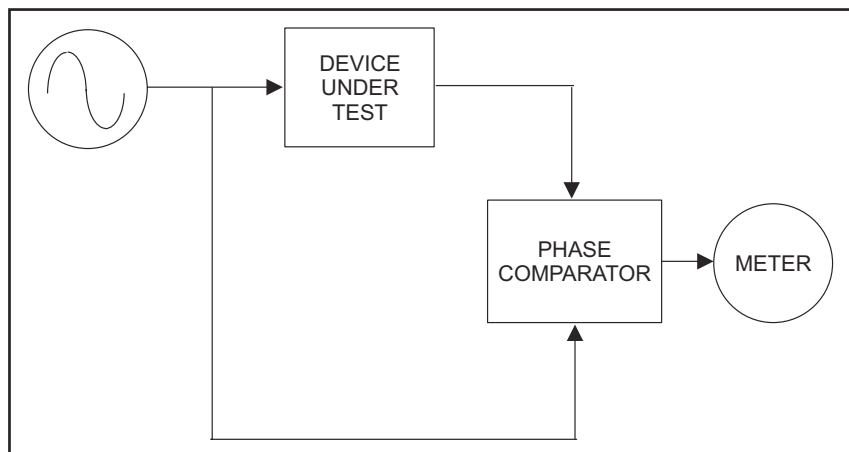 DEVICE
UNDER
TEST
PHASE
COMPARATOR
METER